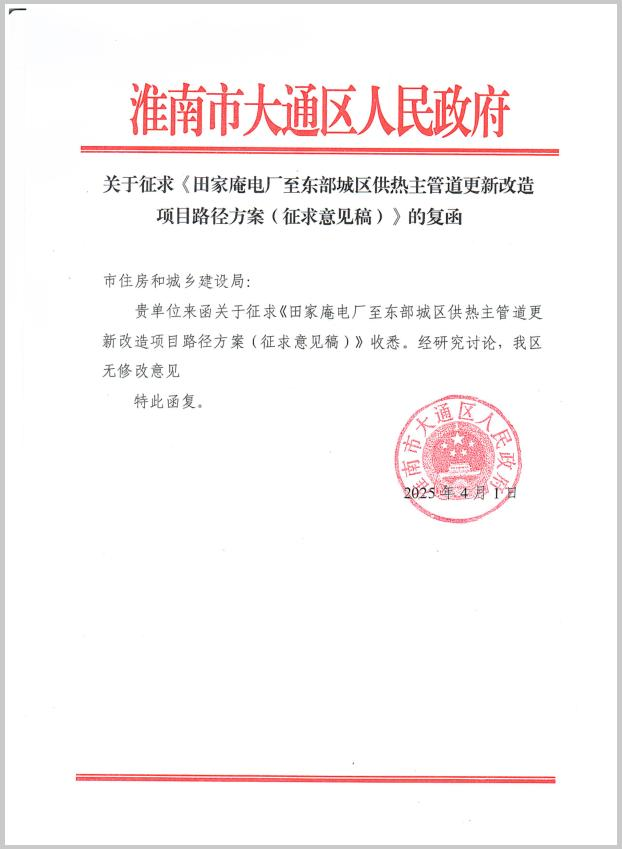 淮南市大通区人民政府
关于征求《田家庵电厂至东部城区供热主管道更新改造
项目路径方案（征求意见稿）》的复函
市住房和城乡建设局：
贵单位来函关于征求《田家庵电厂至东部城区供热主管道更
新改造项目路径方案（征求意见稿）》收悉。经研究讨论，我区
无修改意见
特此函复。
淮南市大通区人民政府
2025年4月1日